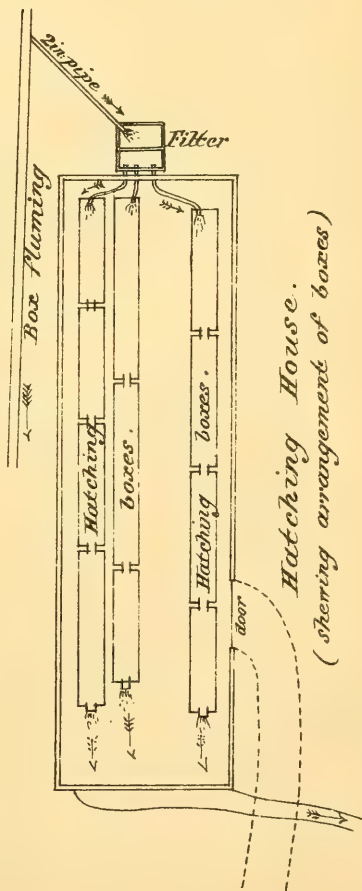 2in. pipe
Filter
Box fluming
Hatching
boxes.
Hatching boxes.
door
Hatching House.
(shewing arrangement of boxes)